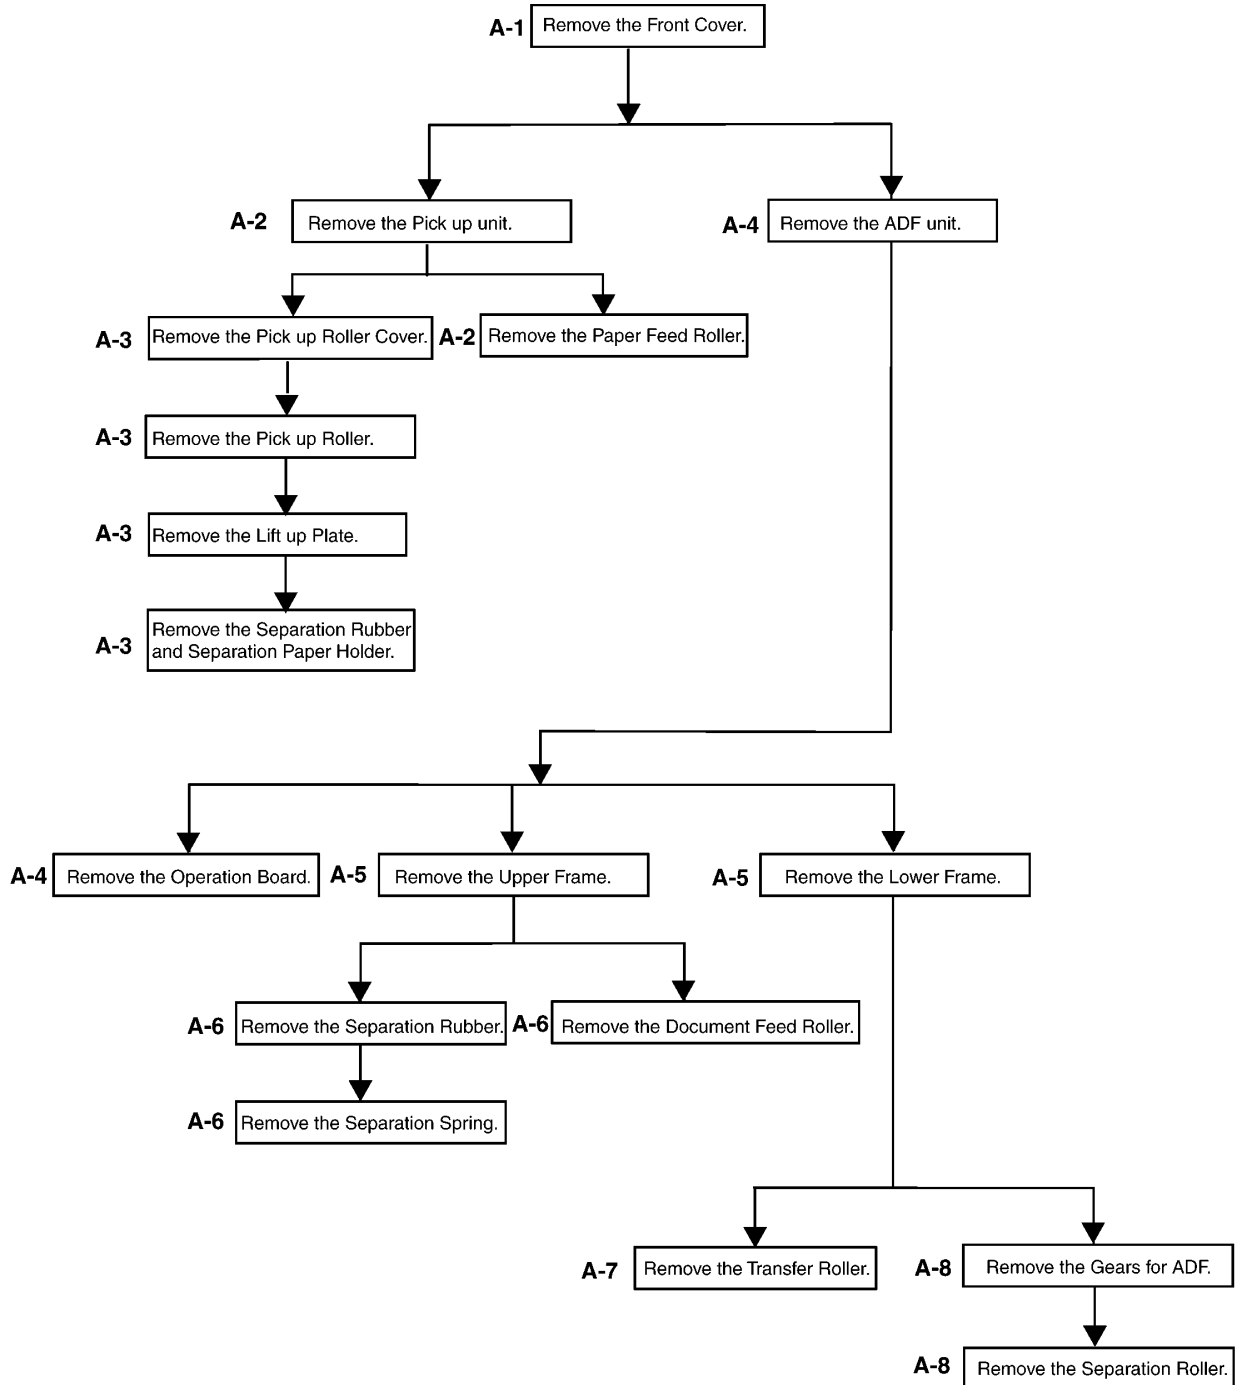 A-1 Remove the Front Cover.
A-2 Remove the Pick up unit.
A-4 Remove the ADF unit.
A-3 Remove the Pick up Roller Cover.
A-2 Remove the Paper Feed Roller.
A-3 Remove the Pick up Roller.
A-3 Remove the Lift up Plate.
A-3 Remove the Separation Rubber
and Separation Paper Holder.
A-4 Remove the Operation Board.
A-5 Remove the Upper Frame.
A-5 Remove the Lower Frame.
A-6 Remove the Separation Rubber.
A-6 Remove the Document Feed Roller.
A-6 Remove the Separation Spring.
A-7 Remove the Transfer Roller.
A-8 Remove the Gears for ADF.
A-8 Remove the Separation Roller.